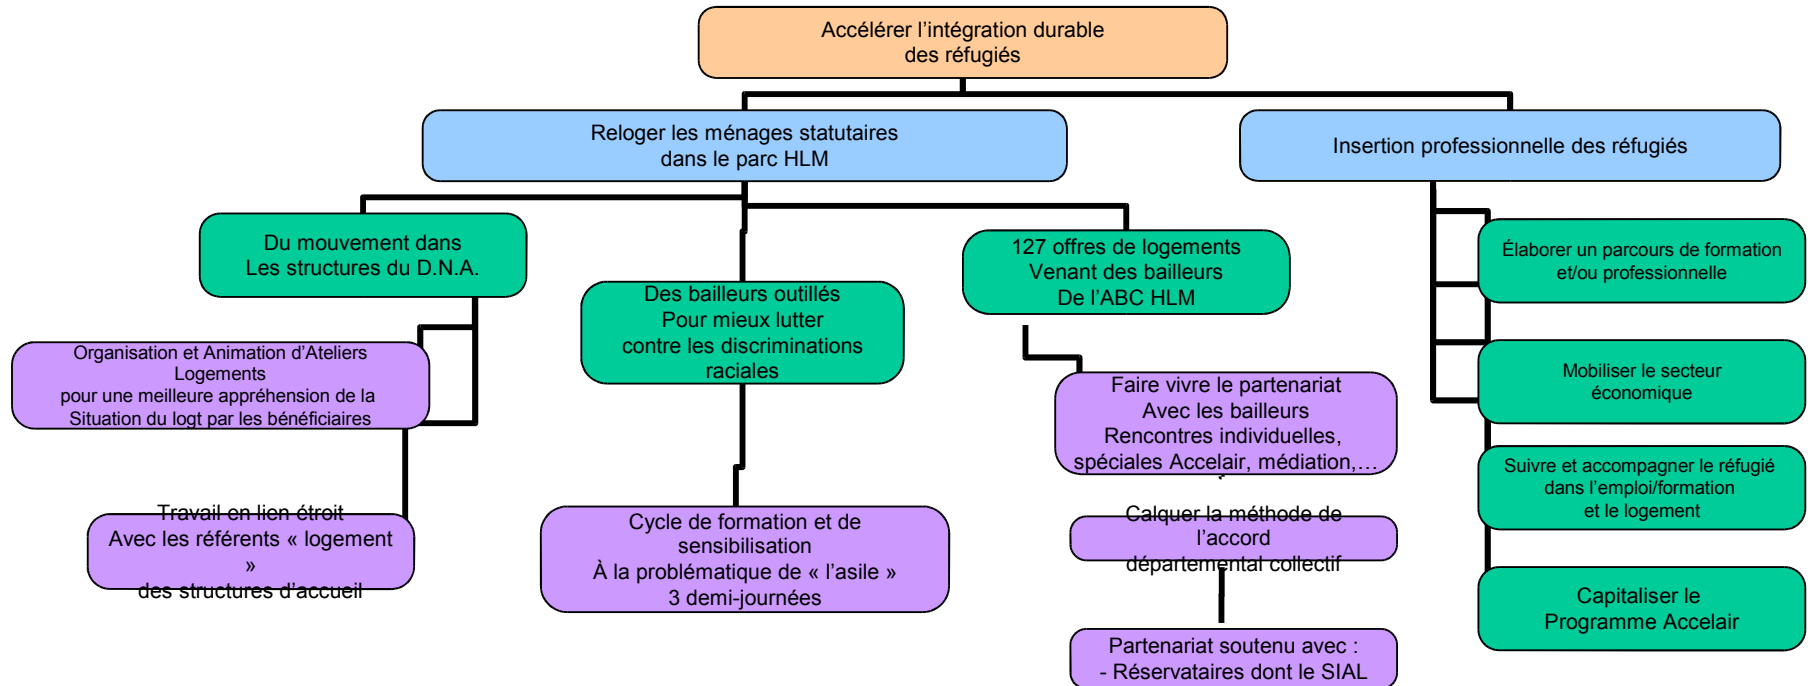 Accélérer l’intégration durable
des réfugiés
Reloger les ménages statutaires
dans le parc HLM
Insertion professionnelle des réfugiés
Du mouvement dans
Les structures du D.N.A.
Des bailleurs outillés
Pour mieux lutter
contre les discriminations
raciales
127 offres de logements
Venant des bailleurs
De l’ABC HLM
Élaborer un parcours de formation
et/ou professionnelle
Organisation et Animation d’Ateliers
Logements
pour une meilleure appréhension de la
Situation du logt par les bénéficiaires
Faire vivre le partenariat
Avec les bailleurs
Rencontres individuelles,
spéciales Accelair, médiation,…
Mobiliser le secteur
économique
Suivre et accompagner le réfugié
dans l’emploi/formation
et le logement
Travail en lien étroit
Avec les référents « logement
»
des structures d’accueil
Cycle de formation et de
sensibilisation
À la problématique de « l’asile »
3 demi-journées
Calquer la méthode de
l’accord
départemental collectif
Capitaliser le
Programme Accelair
Partenariat soutenu avec :
- Réservataires dont le SIAL